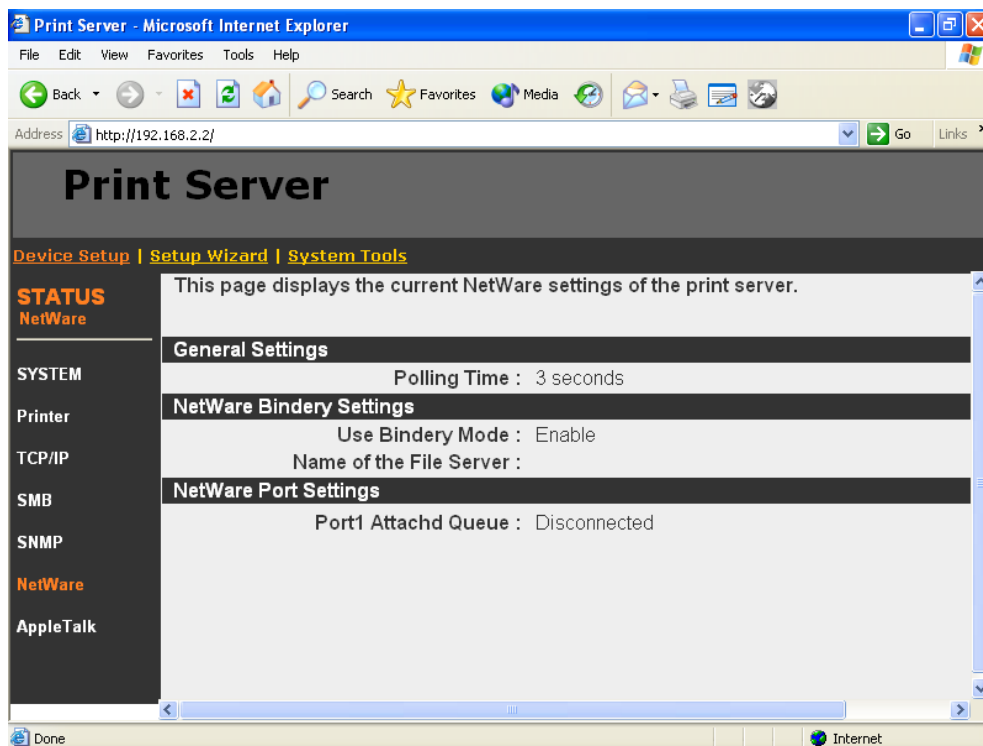 Print Server - Microsoft Internet Explorer
File Edit View Favorites Tools Help
Back Search Favorites Media
Address http://192.168.2.2/ Go Links
Print Server
Device Setup | Setup Wizard | System Tools
STATUS
NetWare
SYSTEM
Printer
TCP/IP
SMB
SNMP
NetWare
AppleTalk
This page displays the current NetWare settings of the print server.
General Settings
Polling Time : 3 seconds
NetWare Bindery Settings
Use Bindery Mode : Enable
Name of the File Server :
NetWare Port Settings
Port1 Attachd Queue : Disconnected
Done Internet